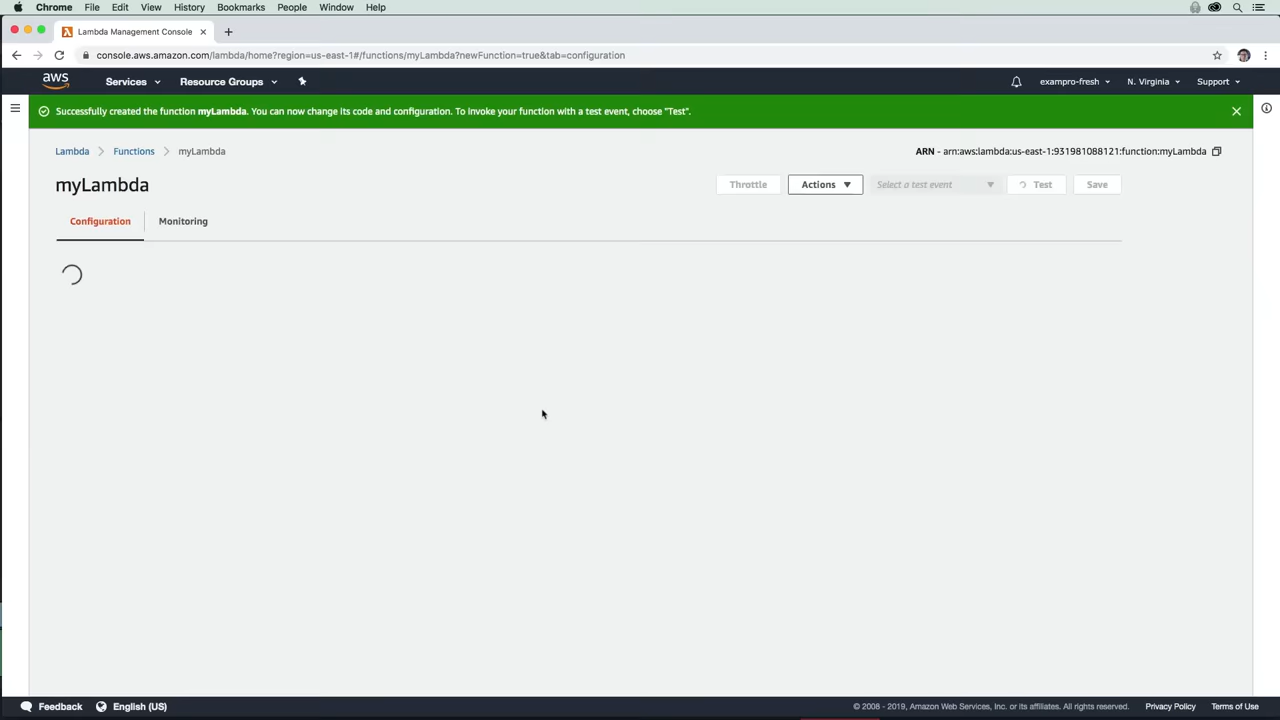 Chrome File Edit View History Bookmarks People Window Help
Lambda Management Console
console.aws.amazon.com/lambda/home?region=us-east-1#/functions/myLambda?newFunction=true&tab=configuration
aws Services Resource Groups exampro-fresh N. Virginia Support
Successfully created the function myLambda. You can now change its code and configuration. To invoke your function with a test event, choose "Test".
Lambda Functions myLambda ARN - arn:aws:lambda:us-east-1:931981088121:function:myLambda
myLambda Throttle Actions Select a test event Test Save
Configuration Monitoring
Feedback English (US) © 2008 - 2019, Amazon Web Services, Inc. or its affiliates. All rights reserved. Privacy Policy Terms of Use